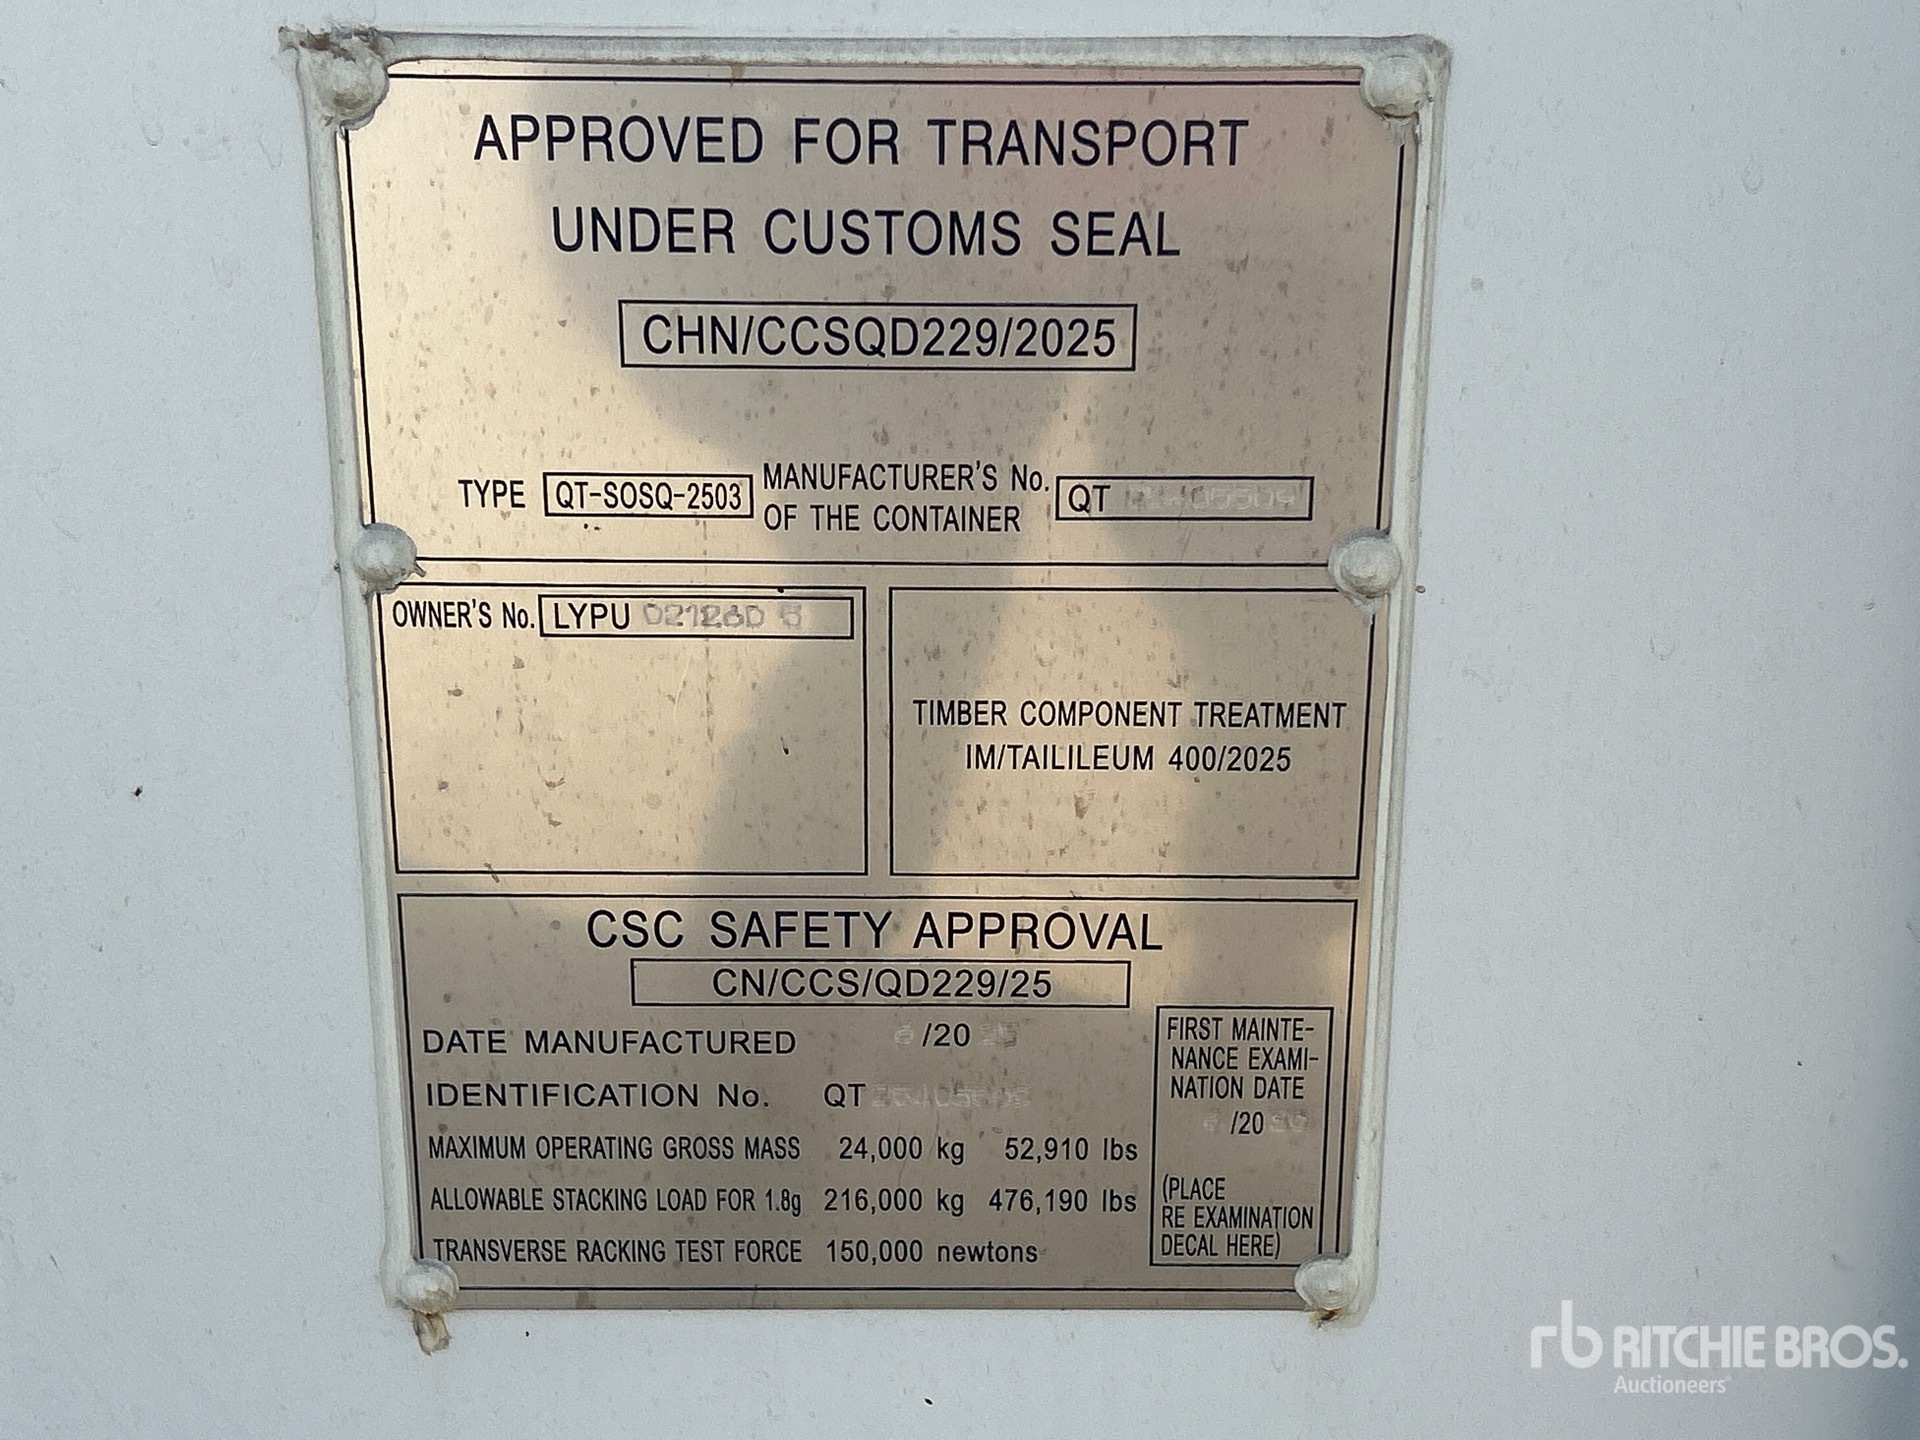 APPROVED FOR TRANSPORT
UNDER CUSTOMS SEAL
CHN/CCSQD229/2025
TYPE QT-SOSQ-2503 MANUFACTURER'S No. OF THE CONTAINER QT
OWNER'S No. LYPU 021260 5
TIMBER COMPONENT TREATMENT
IM/TAILILEUM 400/2025
CSC SAFETY APPROVAL
CN/CCS/QD229/25
DATE MANUFACTURED 6/20
IDENTIFICATION No. QT
MAXIMUM OPERATING GROSS MASS 24,000 kg 52,910 lbs
ALLOWABLE STACKING LOAD FOR 1.8g 216,000 kg 476,190 lbs
TRANSVERSE RACKING TEST FORCE 150,000 newtons
FIRST MAINTE-
NANCE EXAMI-
NATION DATE
/20
(PLACE
RE EXAMINATION
DECAL HERE)
rb RITCHIE BROS.
Auctioneers